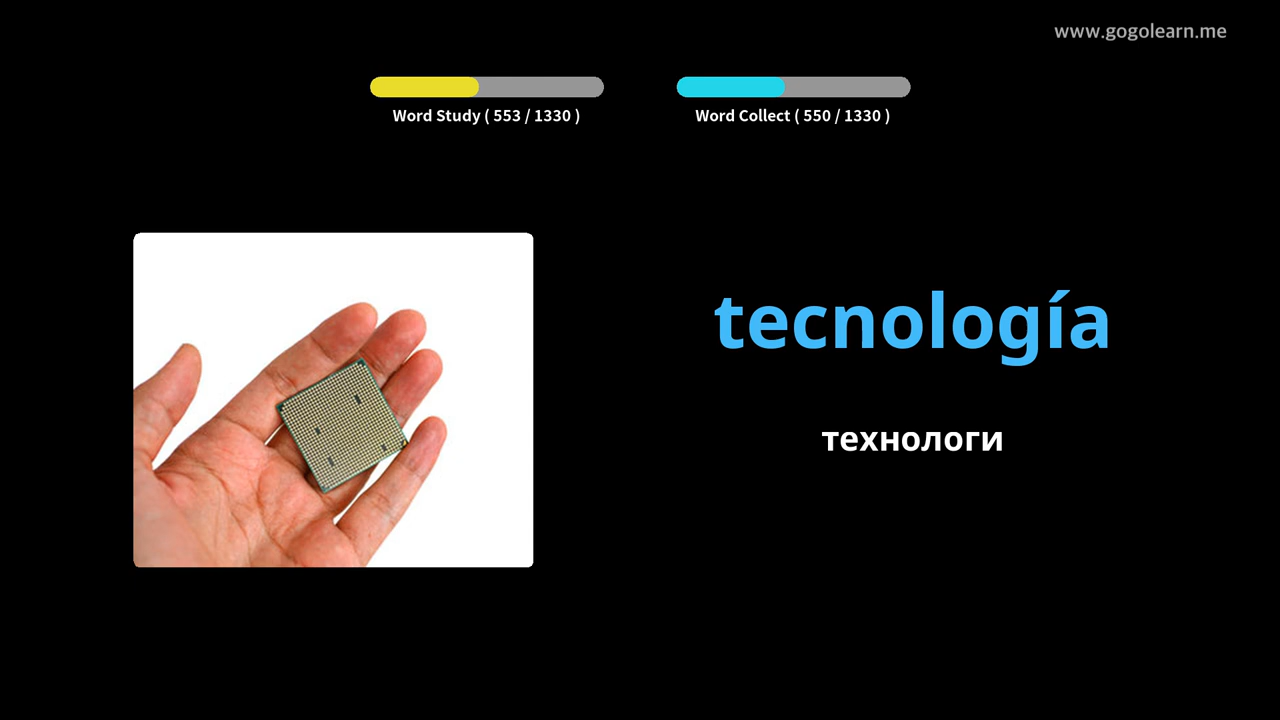 www.gogolearn.me
Word Study ( 553 / 1330 )
Word Collect ( 550 / 1330 )
tecnología
технологи